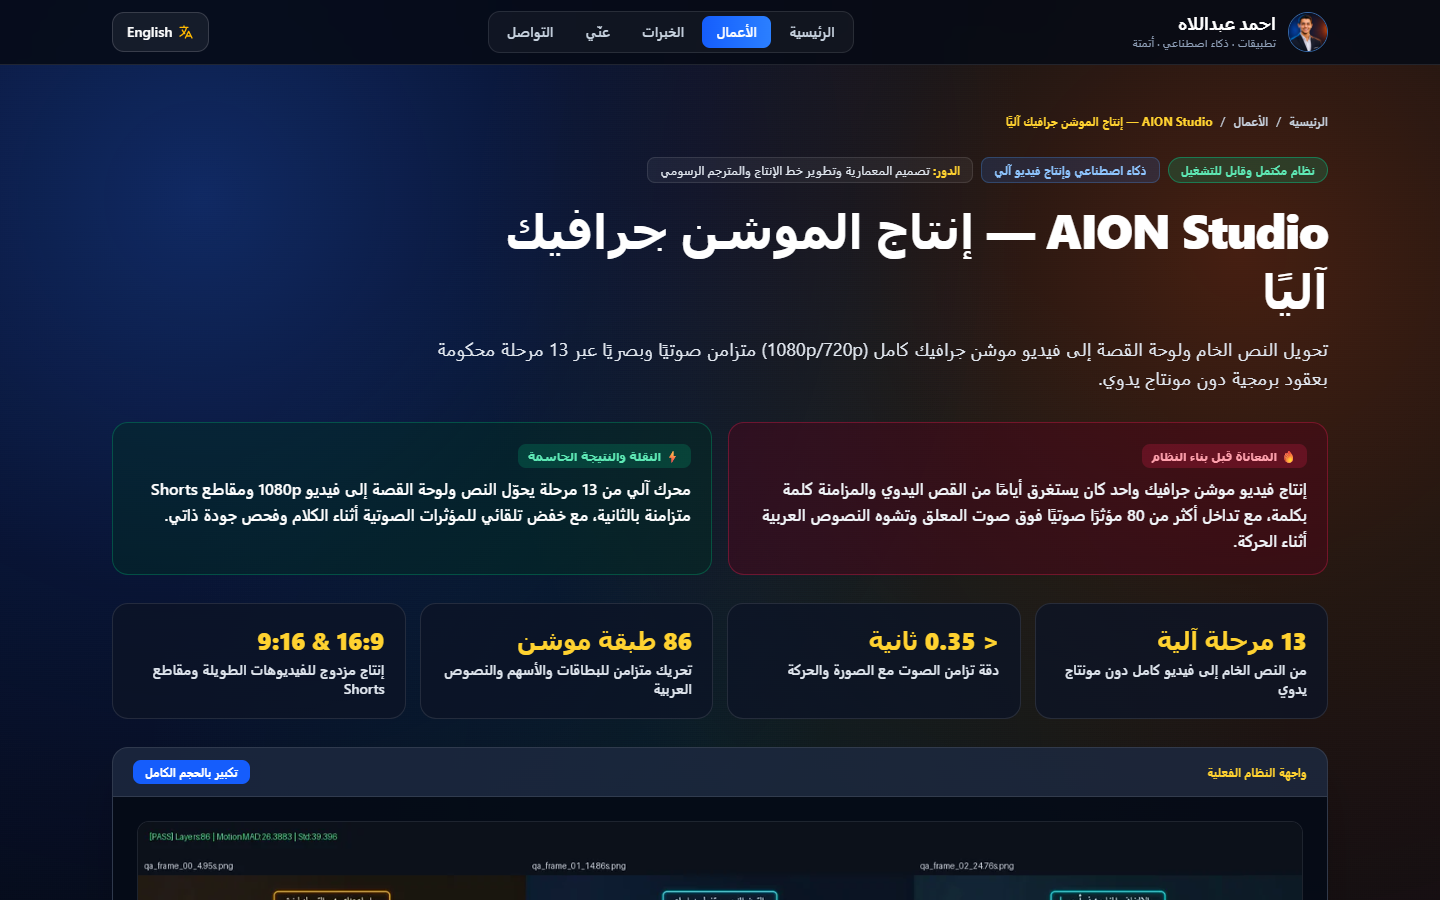 احمد عبداللاه
تطبيقات · ذكاء اصطناعي · أتمتة
الرئيسية
الأعمال
الخبرات
عنّي
التواصل
English
الرئيسية / الأعمال / AION Studio — إنتاج الموشن جرافيك آليًا
نظام مكتمل وقابل للتشغيل
ذكاء اصطناعي وإنتاج فيديو آلي
الدور: تصميم المعمارية وتطوير خط الإنتاج والمترجم الرسومي
AION Studio — إنتاج الموشن جرافيك
آليًا
تحويل النص الخام ولوحة القصة إلى فيديو موشن جرافيك كامل (1080p/720p) متزامن صوتيًا وبصريًا عبر 13 مرحلة محكومة
بعقود برمجية دون مونتاج يدوي.
المعاناة قبل بناء النظام
إنتاج فيديو موشن جرافيك واحد كان يستغرق أيامًا من القص اليدوي والمزامنة كلمة
بكلمة، مع تداخل أكثر من 80 مؤثرًا صوتيًا فوق صوت المعلق وتشوه النصوص العربية
أثناء الحركة.
النقلة والنتيجة الحاسمة
محرك آلي من 13 مرحلة يحوّل النص ولوحة القصة إلى فيديو 1080p ومقاطع Shorts
متزامنة بالثانية، مع خفض تلقائي للمؤثرات الصوتية أثناء الكلام وفحص جودة ذاتي.
13 مرحلة آلية
من النص الخام إلى فيديو كامل دون مونتاج
يدوي
< 0.35 ثانية
دقة تزامن الصوت مع الصورة والحركة
86 طبقة موشن
تحريك متزامن للبطاقات والأسهم والنصوص
العربية
16:9 & 9:16
إنتاج مزدوج للفيديوهات الطويلة ومقاطع
Shorts
واجهة النظام الفعلية
تكبير بالحجم الكامل
[PASS] Layers:86 | MotionMAD:26.3883 | Std:39.396
qa_frame_00_4.95s.png
qa_frame_01_14.86s.png
qa_frame_02_24.76s.png